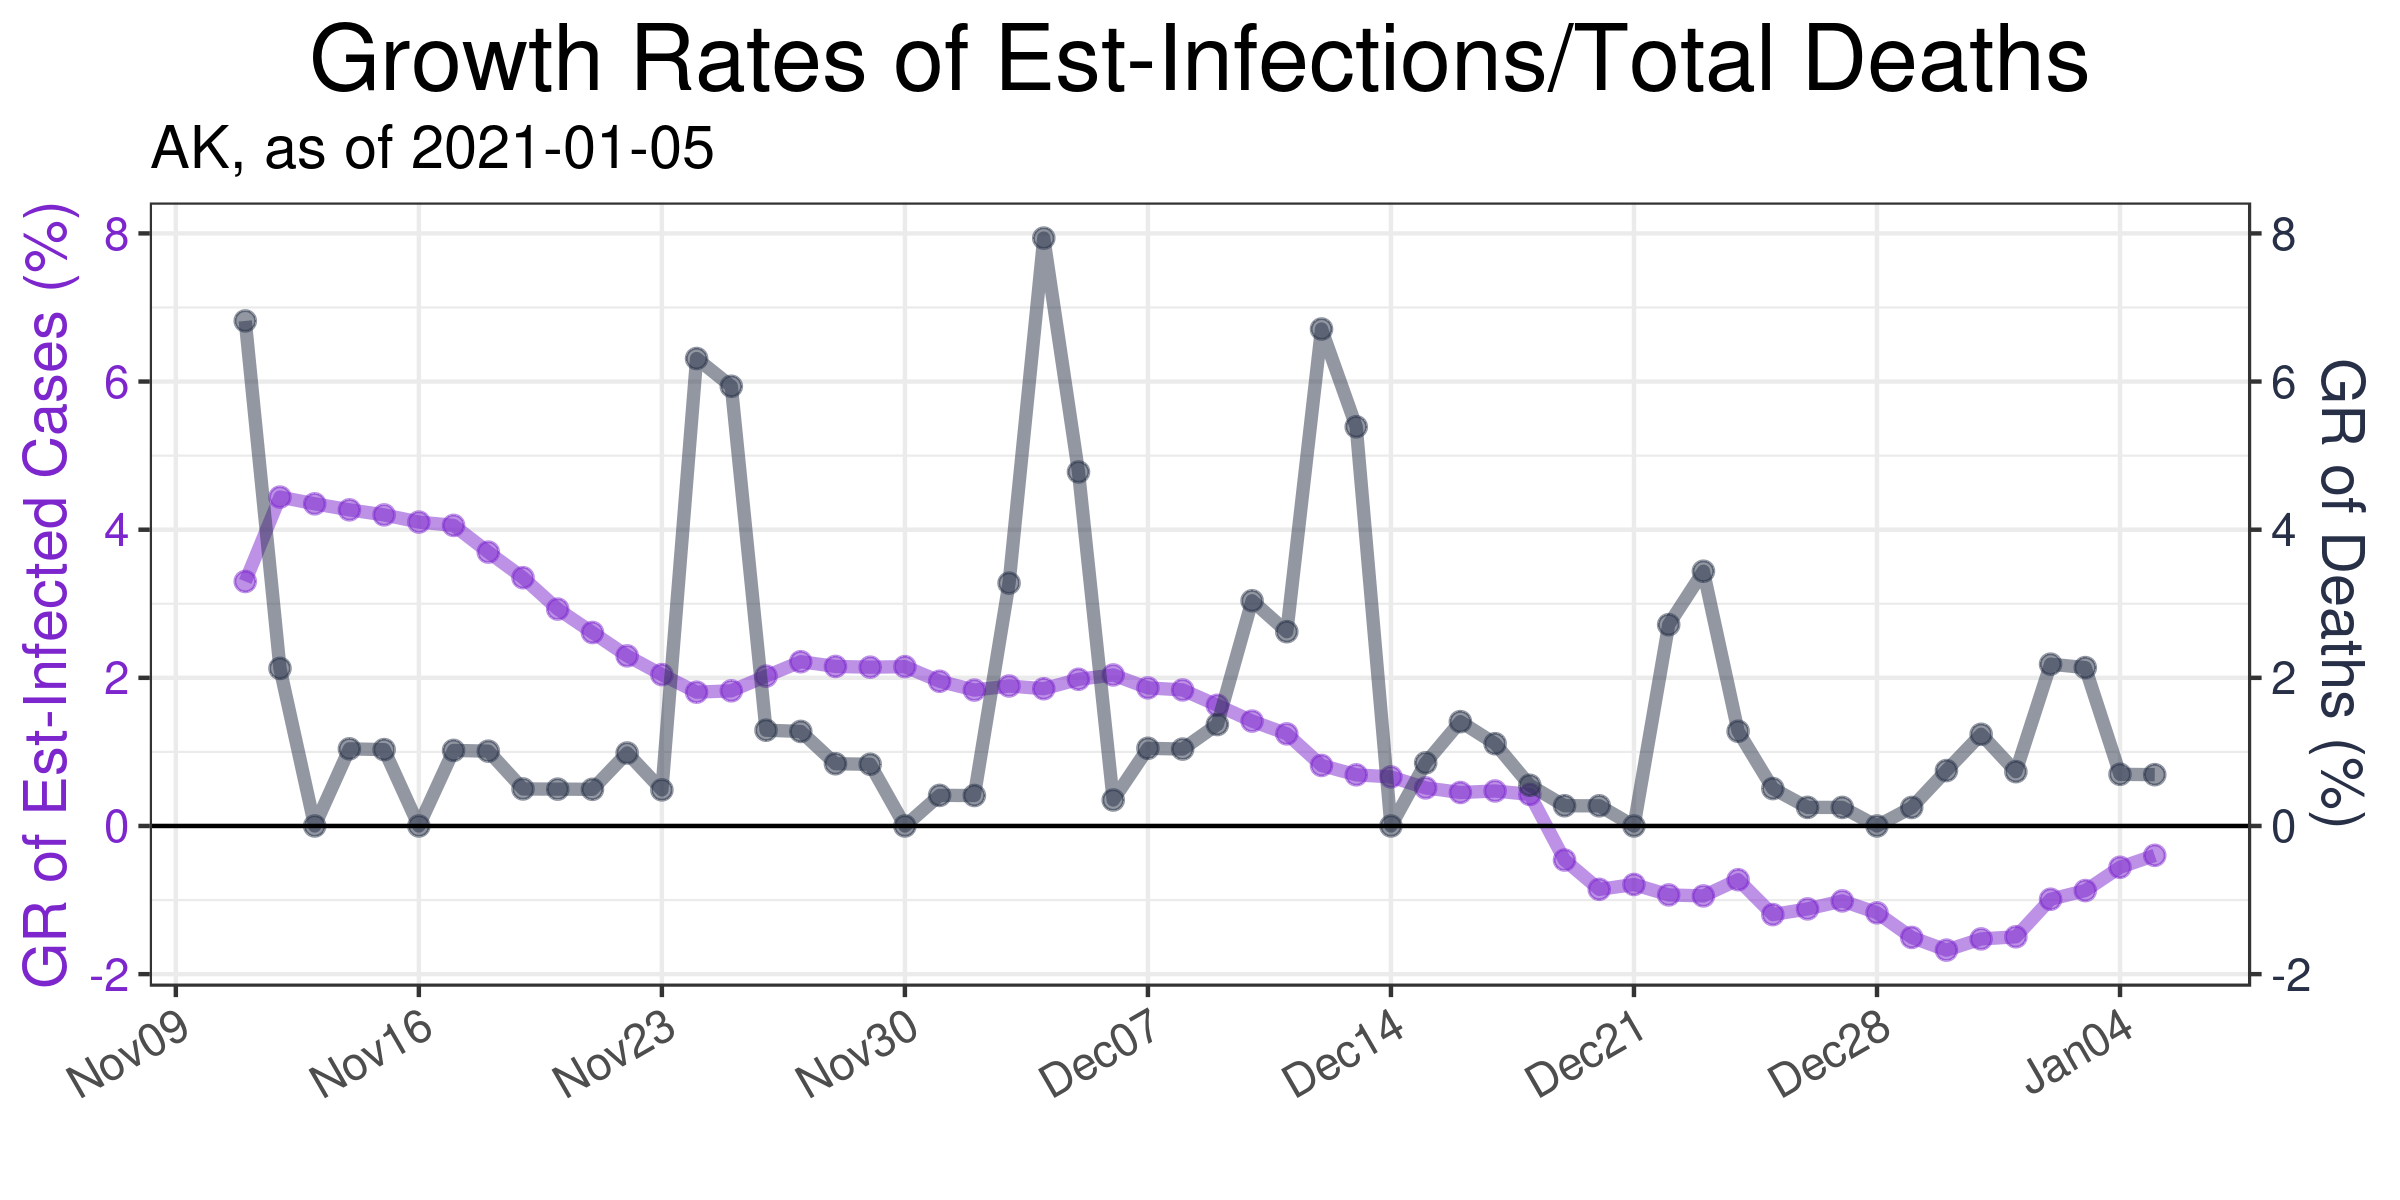 Growth Rates of Est-Infections/Total Deaths
AK, as of 2021-01-05
GR of Est-Infected Cases (%)
8
6
4
2
0
-2
8
6
4
2
0
-2
GR of Deaths (%)
Nov09
Nov16
Nov23
Nov30
Dec07
Dec14
Dec21
Dec28
Jan04